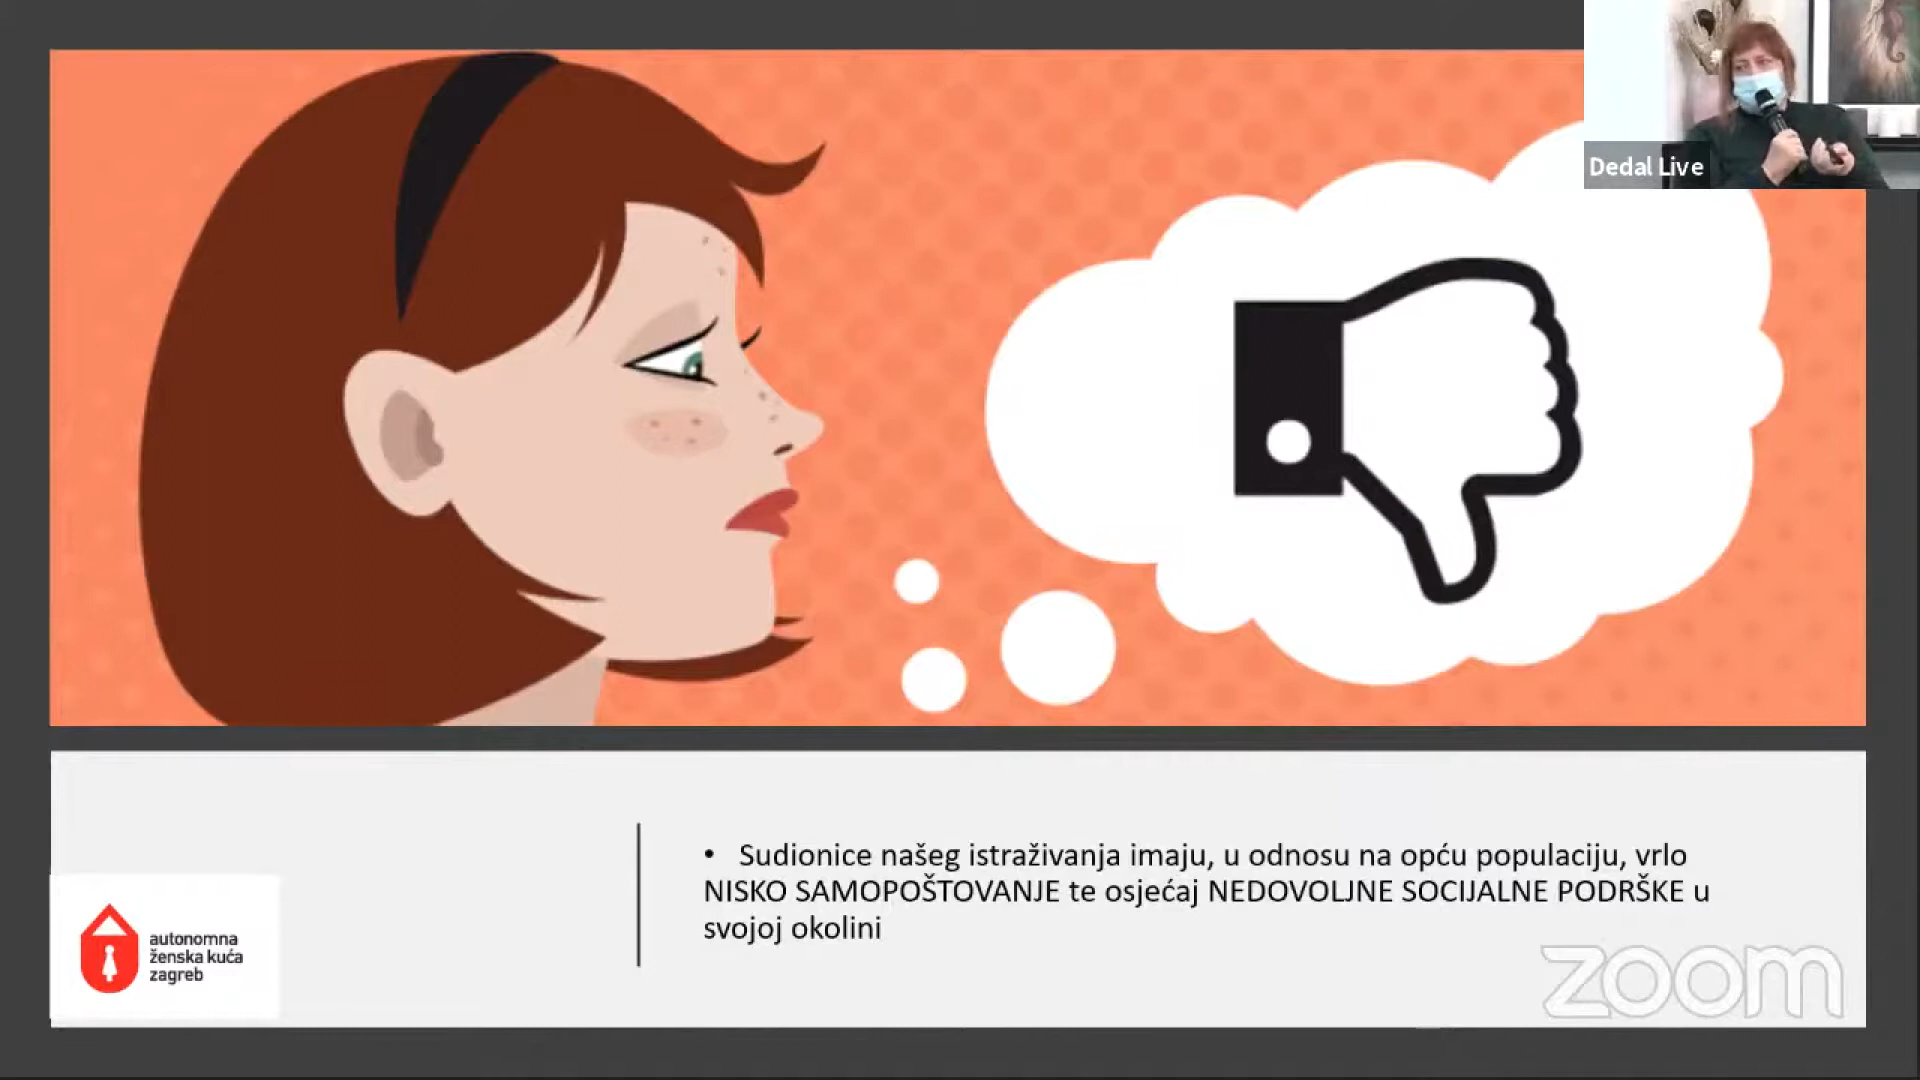 Dedal Live
• Sudionice našeg istraživanja imaju, u odnosu na opću populaciju, vrlo
NISKO SAMOPOŠTOVANJE te osjećaj NEDOVOLJNE SOCIJALNE PODRŠKE u
svojoj okolini
autonomna
ženska kuća
zagreb
zoom